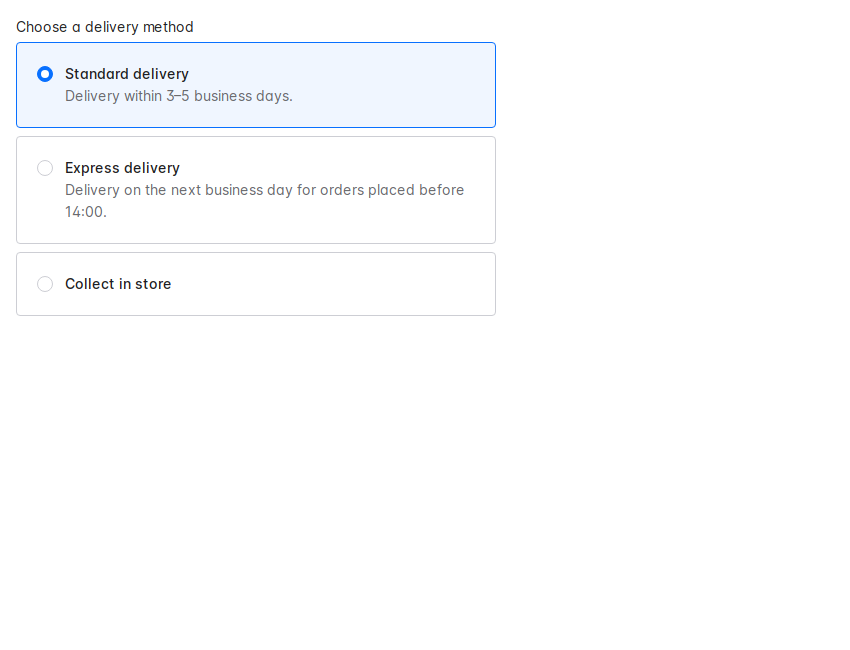 Choose a delivery method
Standard delivery
Delivery within 3–5 business days.
Express delivery
Delivery on the next business day for orders placed before
14:00.
Collect in store